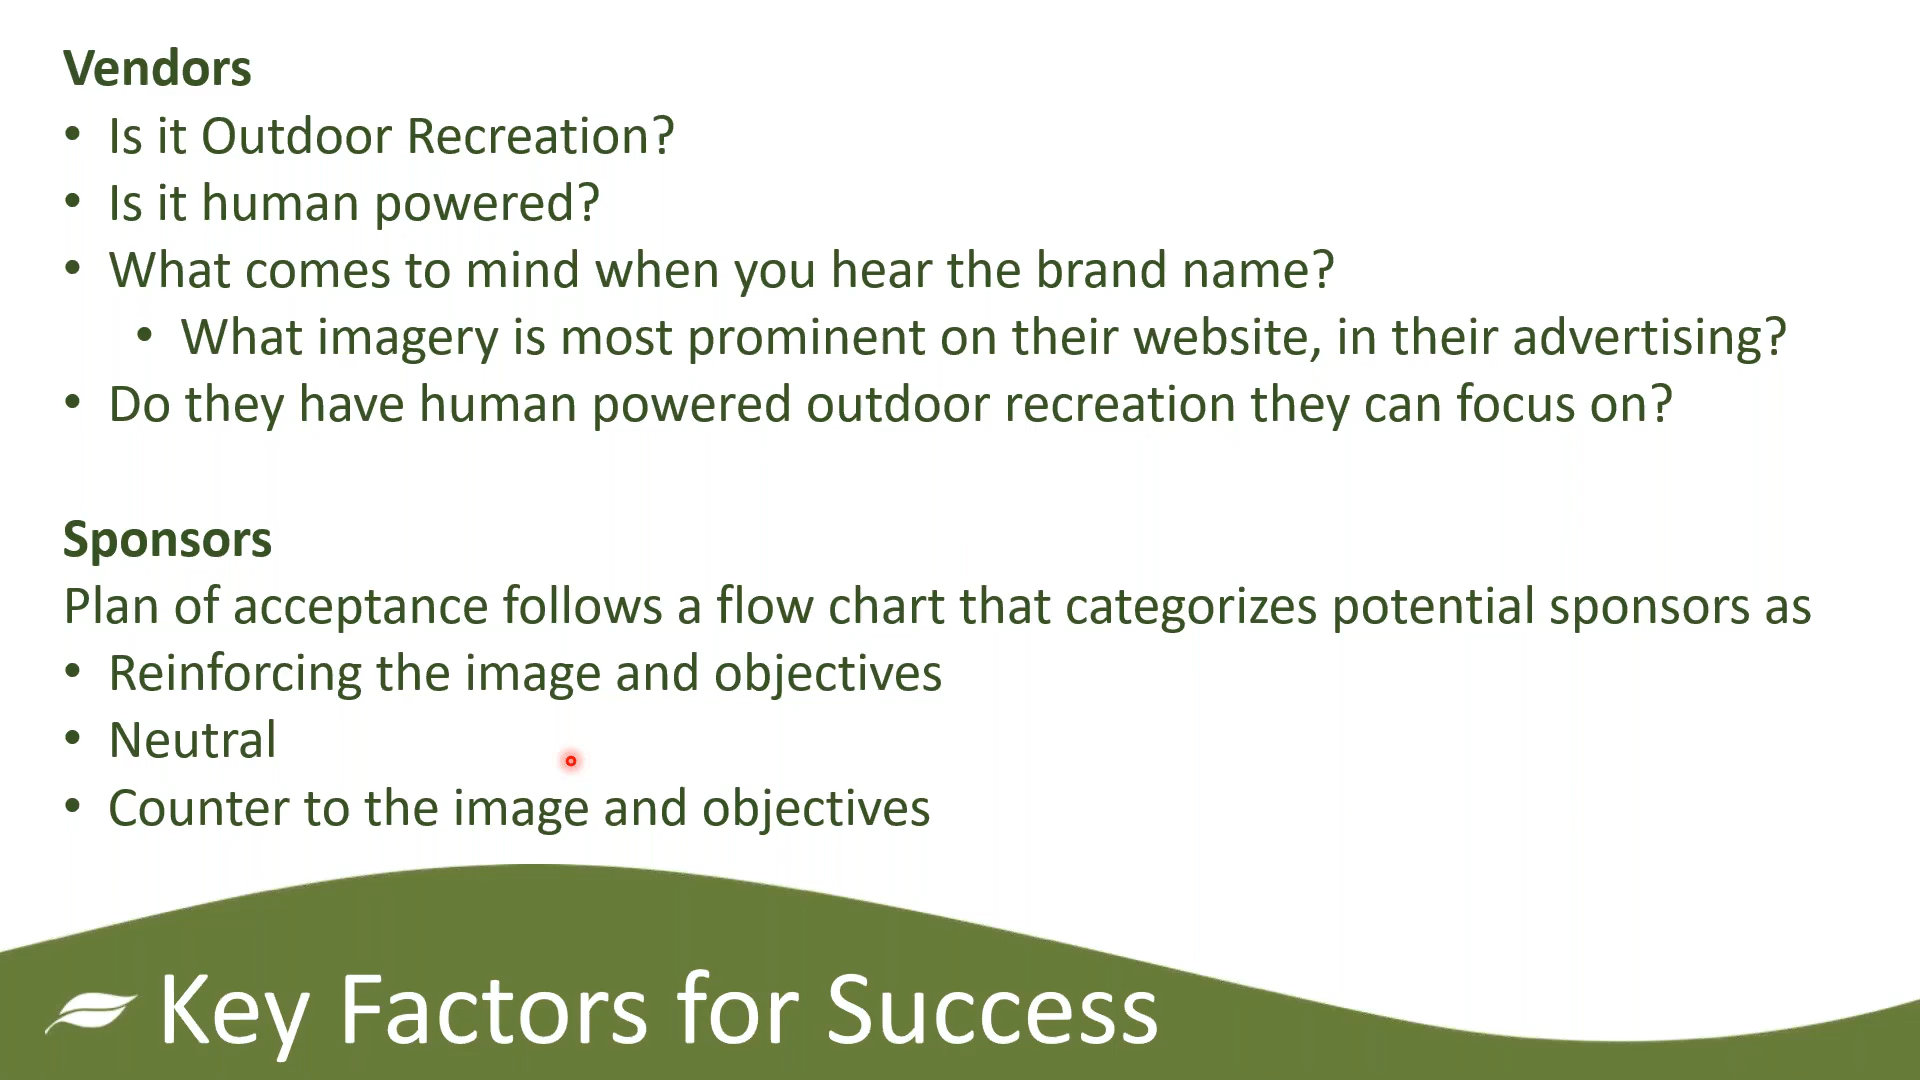 Vendors
• Is it Outdoor Recreation?
• Is it human powered?
• What comes to mind when you hear the brand name?
• What imagery is most prominent on their website, in their advertising?
• Do they have human powered outdoor recreation they can focus on?
Sponsors
Plan of acceptance follows a flow chart that categorizes potential sponsors as
• Reinforcing the image and objectives
• Neutral
• Counter to the image and objectives
Key Factors for Success